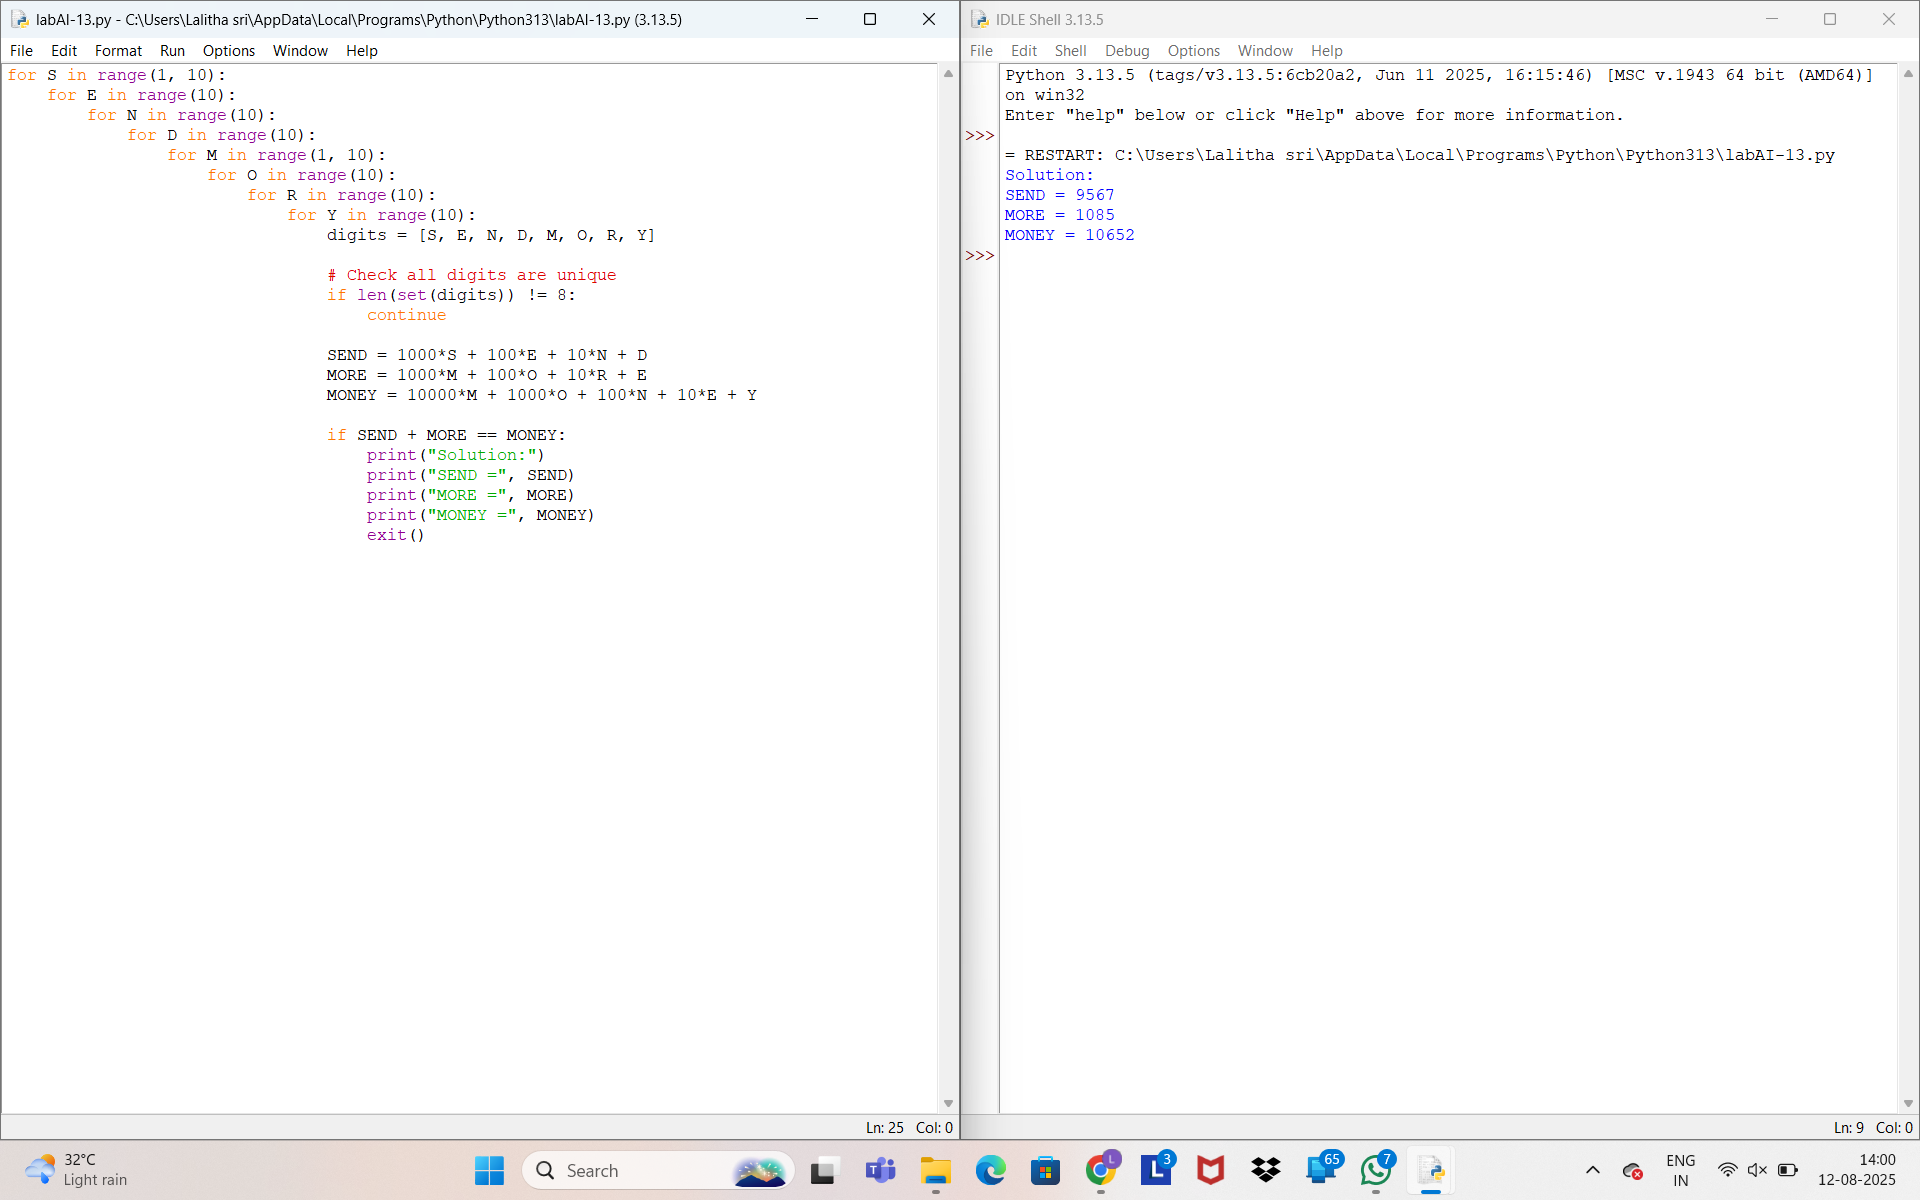 labAI-13.py - C:\Users\Lalitha sri\AppData\Local\Programs\Python\Python313\labAI-13.py (3.13.5)
File Edit Format Run Options Window Help
for S in range(1, 10):
    for E in range(10):
        for N in range(10):
            for D in range(10):
                for M in range(1, 10):
                    for O in range(10):
                        for R in range(10):
                            for Y in range(10):
                                digits = [S, E, N, D, M, O, R, Y]

                                # Check all digits are unique
                                if len(set(digits)) != 8:
                                    continue

                                SEND = 1000*S + 100*E + 10*N + D
                                MORE = 1000*M + 100*O + 10*R + E
                                MONEY = 10000*M + 1000*O + 100*N + 10*E + Y

                                if SEND + MORE == MONEY:
                                    print("Solution:")
                                    print("SEND =", SEND)
                                    print("MORE =", MORE)
                                    print("MONEY =", MONEY)
                                    exit()
Ln: 25 Col: 0
IDLE Shell 3.13.5
File Edit Shell Debug Options Window Help
Python 3.13.5 (tags/v3.13.5:6cb20a2, Jun 11 2025, 16:15:46) [MSC v.1943 64 bit (AMD64)]
on win32
Enter "help" below or click "Help" above for more information.
>>>
= RESTART: C:\Users\Lalitha sri\AppData\Local\Programs\Python\Python313\labAI-13.py
Solution:
SEND = 9567
MORE = 1085
MONEY = 10652
>>>
Ln: 9 Col: 0
32°C
Light rain
Search
L
L 3
65
7
ENG
IN
14:00
12-08-2025